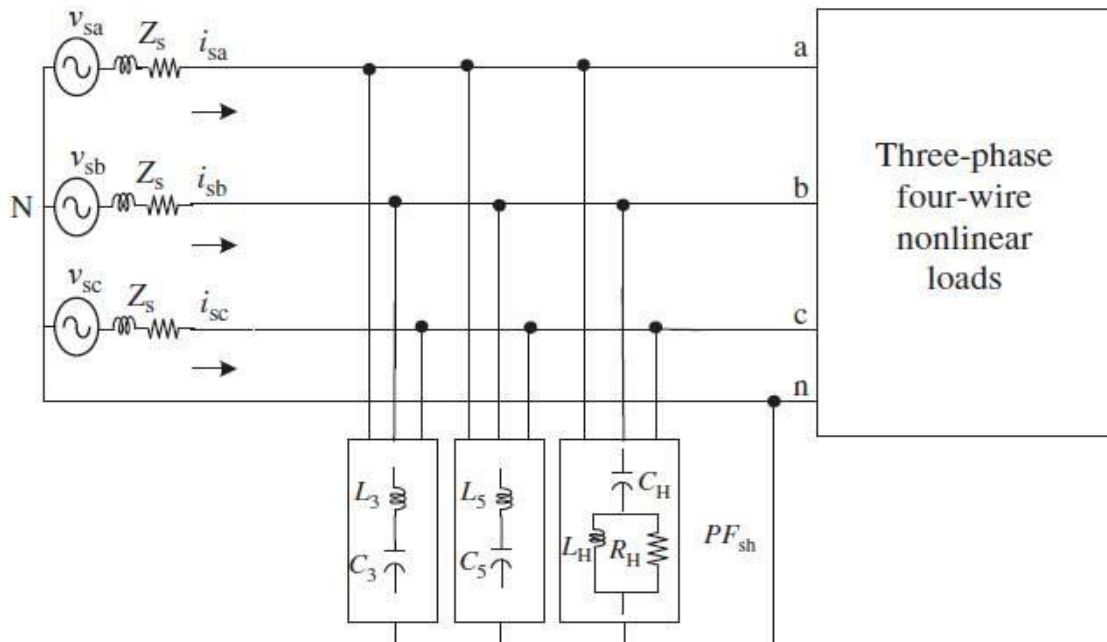 v_sa Z_s i_sa a
v_sb Z_s i_sb b
N
v_sc Z_s i_sc c
n
Three-phase
four-wire
nonlinear
loads
L_3 C_3
L_5 C_5
C_H L_H R_H
PF_sh